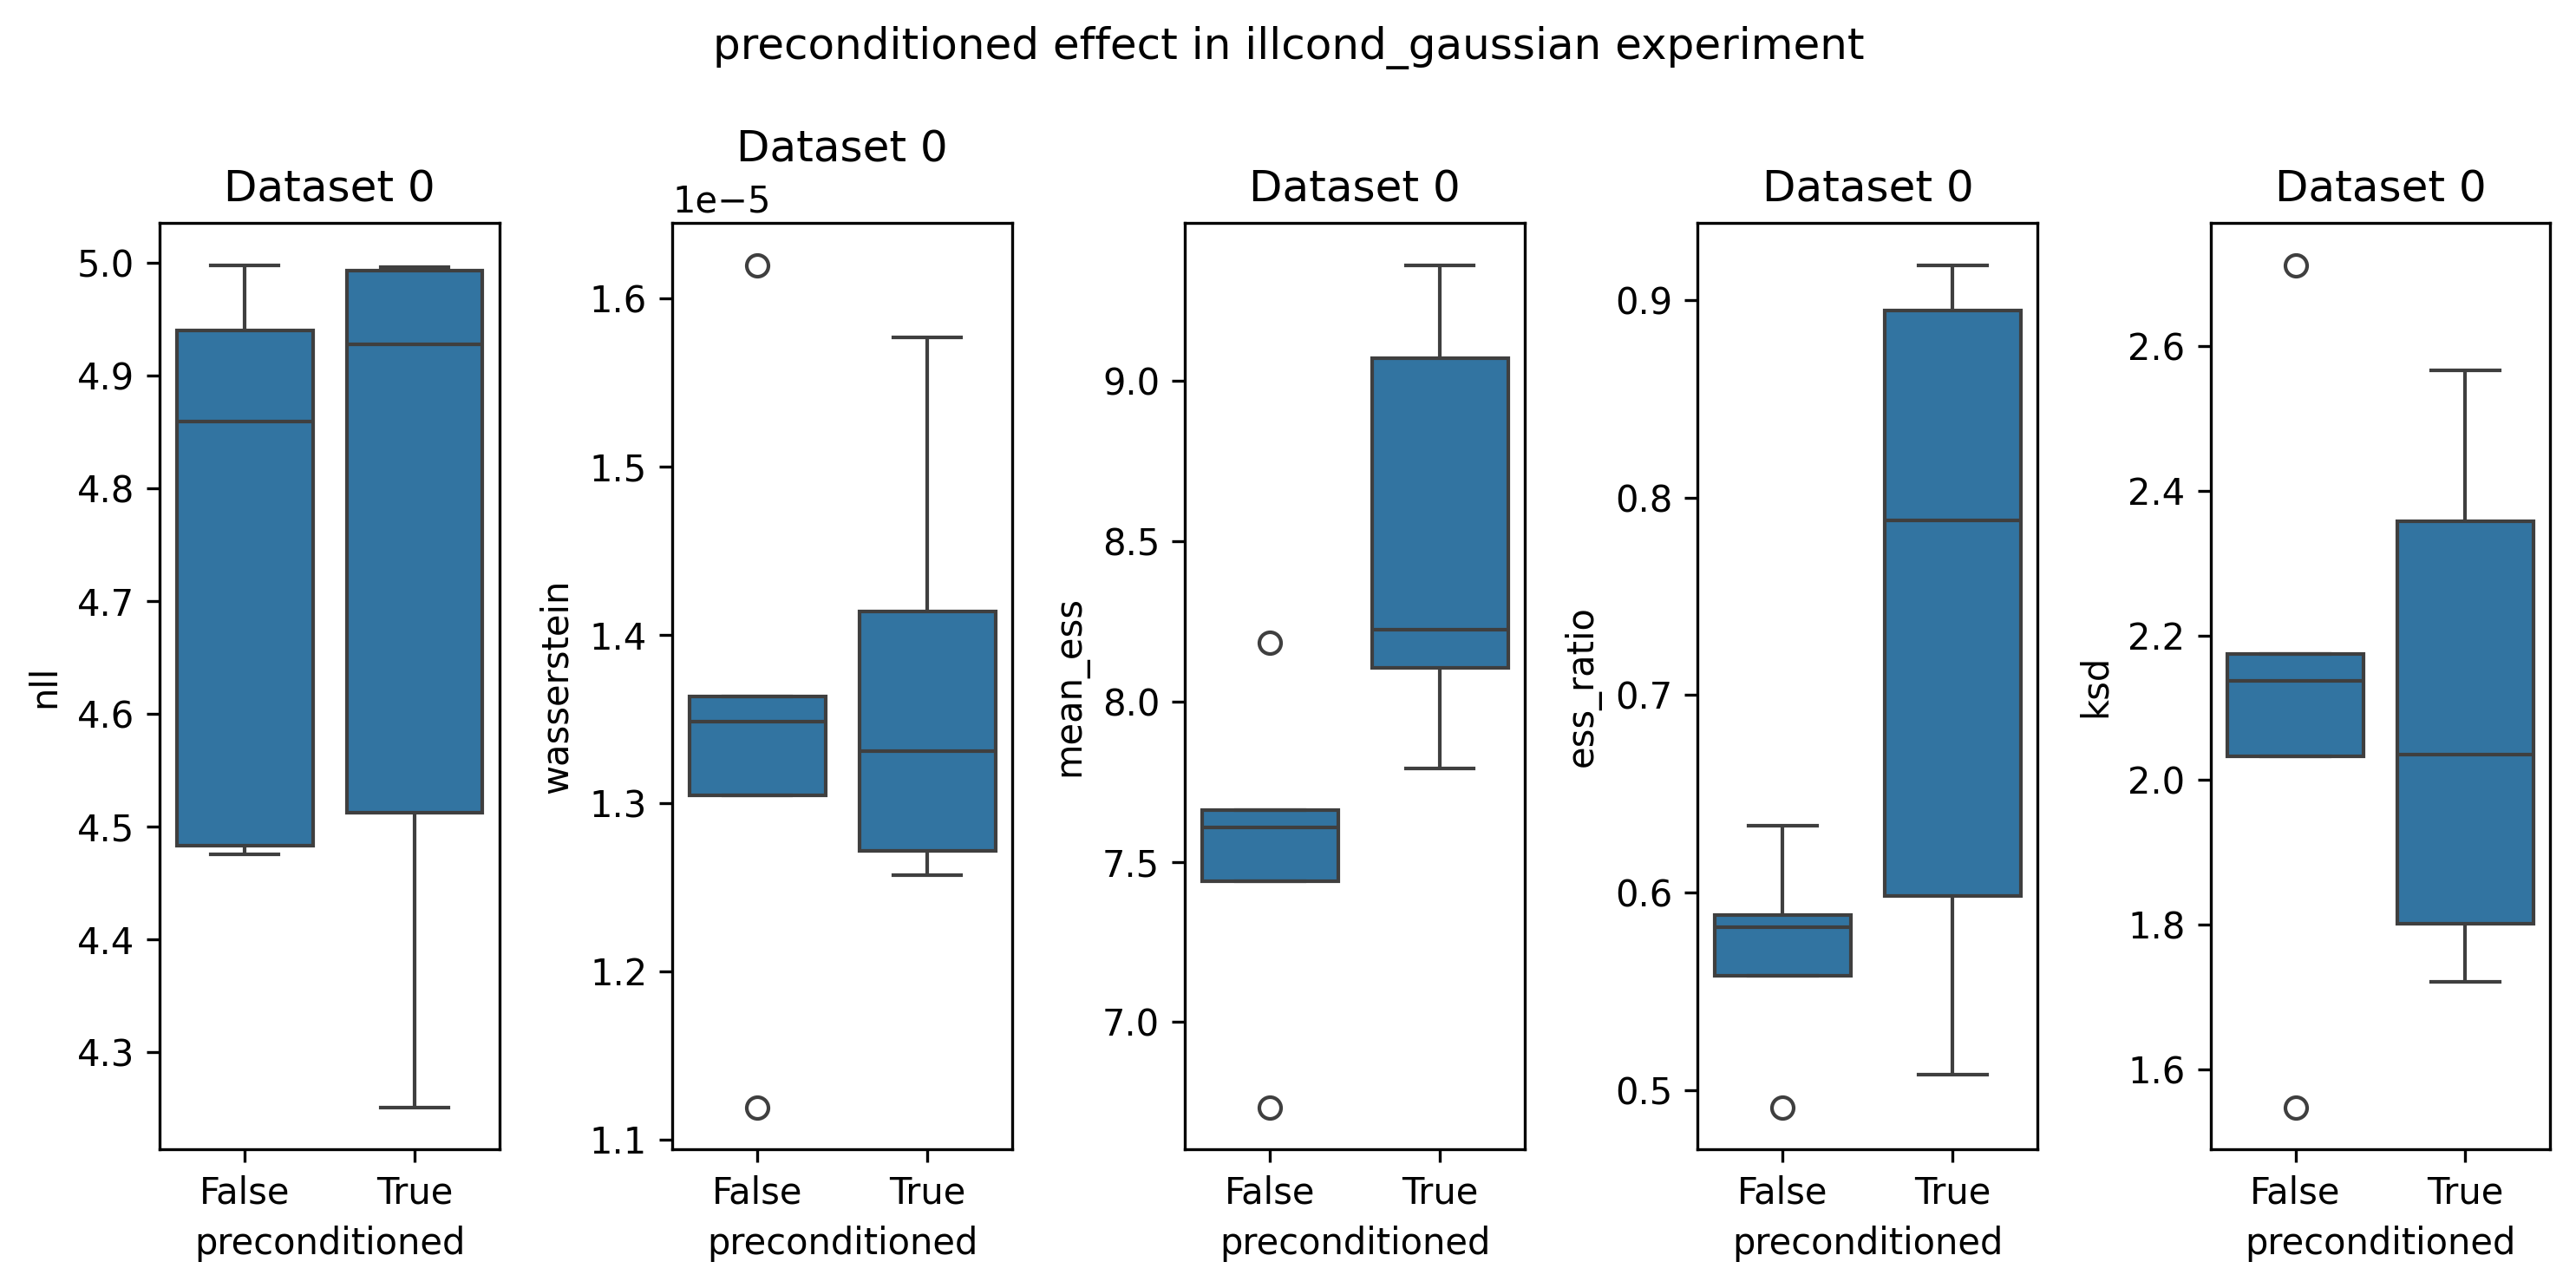 preconditioned effect in illcond_gaussian experiment
Dataset 0
5.0
4.9
4.8
4.7
4.6
4.5
4.4
4.3
nll
False True
preconditioned
Dataset 0
1e−5
1.6
1.5
1.4
1.3
1.2
1.1
wasserstein
False True
preconditioned
Dataset 0
9.0
8.5
8.0
7.5
7.0
mean_ess
False True
preconditioned
Dataset 0
0.9
0.8
0.7
0.6
0.5
ess_ratio
False True
preconditioned
Dataset 0
2.6
2.4
2.2
2.0
1.8
1.6
ksd
False True
preconditioned